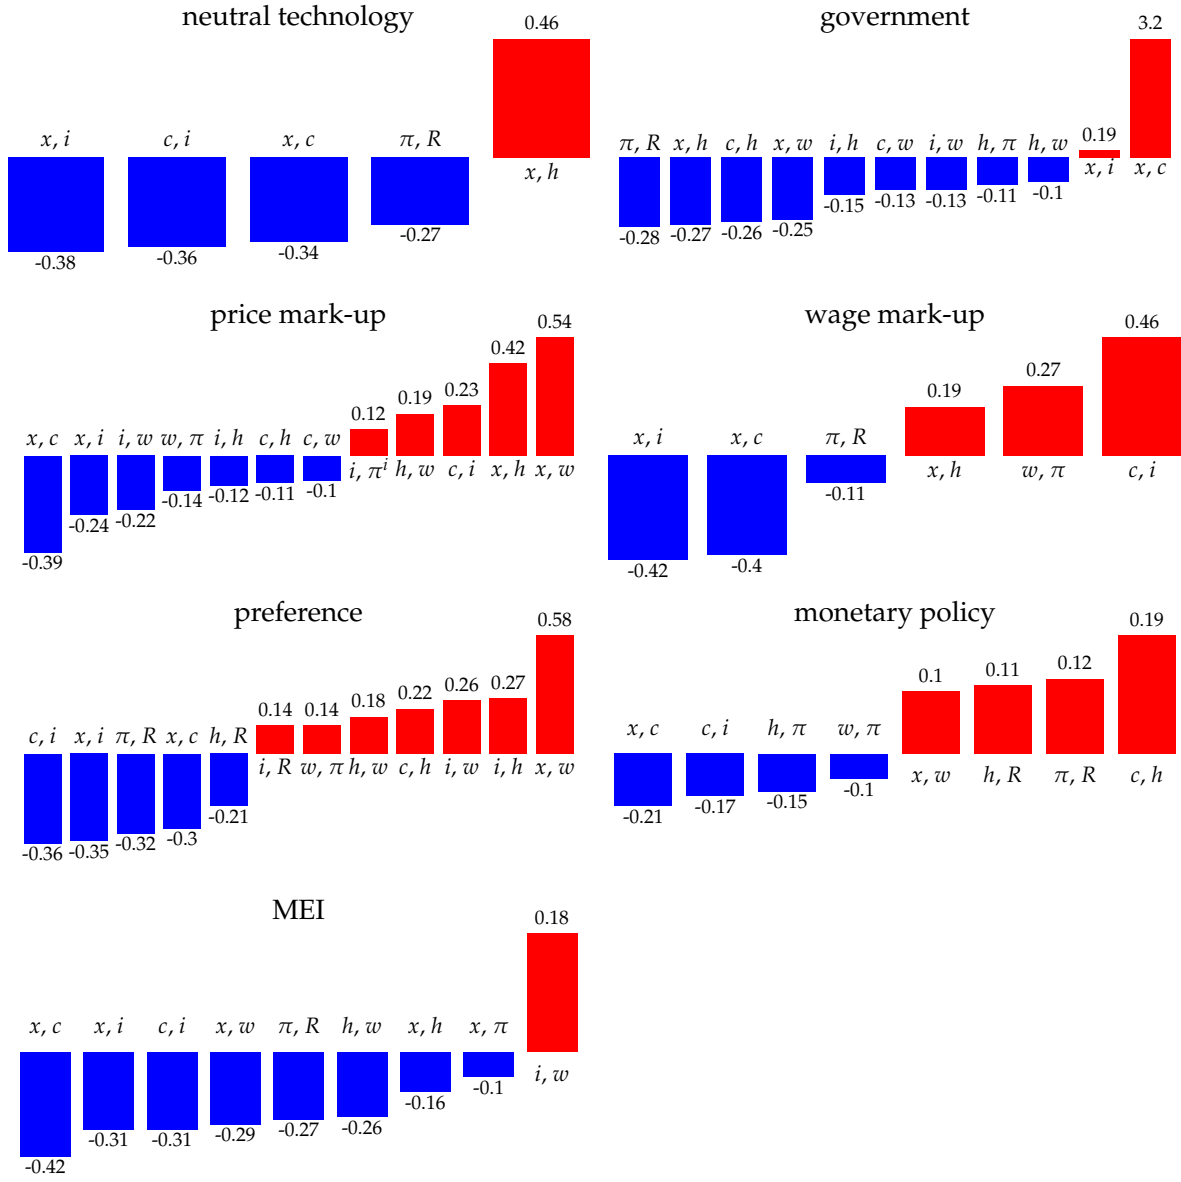 neutral technology
0.46
x, i c, i x, c π, R
x, h
-0.38 -0.36 -0.34 -0.27
government
3.2
0.19
π, R x, h c, h x, w i, h c, w i, w h, π h, w
x, i x, c
-0.28 -0.27 -0.26 -0.25 -0.15 -0.13 -0.13 -0.11 -0.1
price mark-up
0.54
0.42
0.23
0.19
0.12
x, c x, i i, w w, π i, h c, h c, w
i, πⁱ h, w c, i x, h x, w
-0.39 -0.24 -0.22 -0.14 -0.12 -0.11 -0.1
wage mark-up
0.46
0.27
0.19
x, i x, c π, R
x, h w, π c, i
-0.42 -0.4 -0.11
preference
0.58
0.14 0.14 0.18 0.22 0.26 0.27
c, i x, i π, R x, c h, R
i, R w, π h, w c, h i, w i, h x, w
-0.36 -0.35 -0.32 -0.3 -0.21
monetary policy
0.19
0.1 0.11 0.12
x, c c, i h, π w, π
x, w h, R π, R c, h
-0.21 -0.17 -0.15 -0.1
MEI
0.18
x, c x, i c, i x, w π, R h, w x, h x, π
i, w
-0.42 -0.31 -0.31 -0.29 -0.27 -0.26 -0.16 -0.1